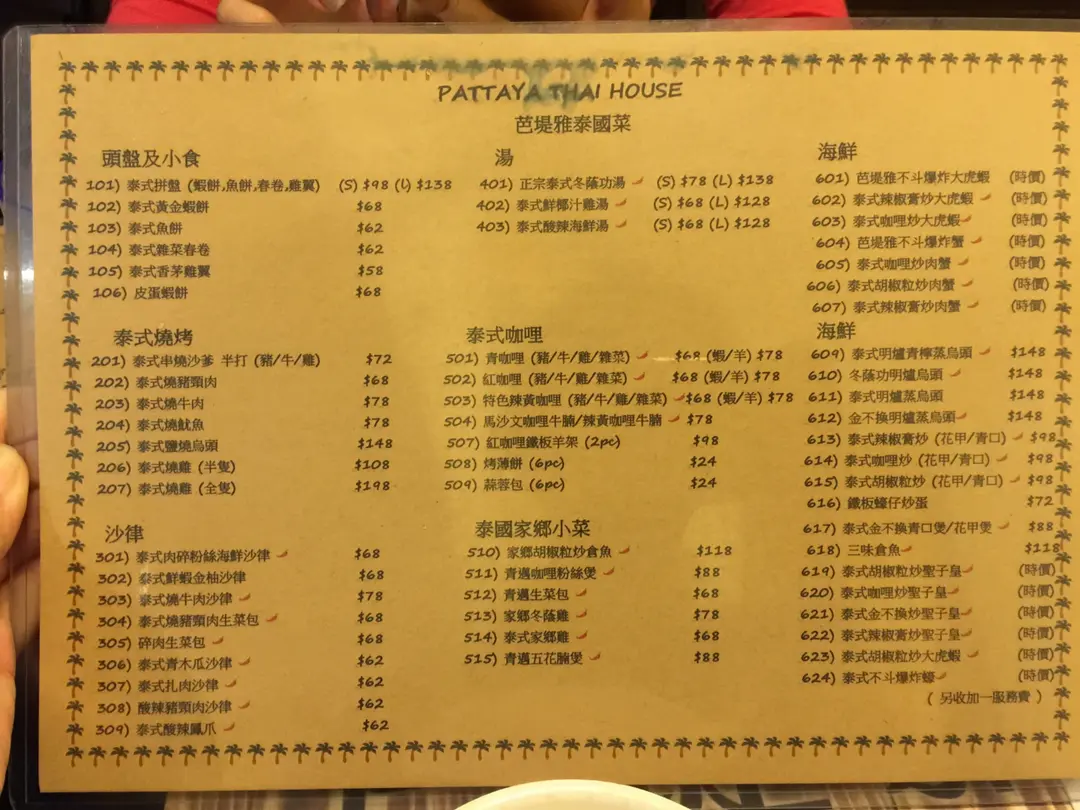 PATTAYA THAI HOUSE
芭堤雅泰國菜
頭盤及小食
101) 泰式拼盤 (蝦餅,魚餅,春卷,雞翼) (S) $98 (L) $138
102) 泰式黃金蝦餅 $68
103) 泰式魚餅 $62
104) 泰式雜菜春卷 $62
105) 泰式香茅雞翼 $58
106) 皮蛋蝦餅 $68
泰式燒烤
201) 泰式串燒沙爹 半打 (豬/牛/雞) $72
202) 泰式燒豬頸肉 $68
203) 泰式燒牛肉 $78
204) 泰式燒魷魚 $78
205) 泰式鹽燒烏頭 $148
206) 泰式燒雞 (半隻) $108
207) 泰式燒雞 (全隻) $198
沙律
301) 泰式肉碎粉絲海鮮沙律 $68
302) 泰式鮮蝦金柚沙律 $68
303) 泰式燒牛肉沙律 $78
304) 泰式燒豬頸肉生菜包 $68
305) 碎肉生菜包 $68
306) 泰式青木瓜沙律 $62
307) 泰式扎肉沙律 $62
308) 酸辣豬頸肉沙律 $62
309) 泰式酸辣鳳爪 $62
湯
401) 正宗泰式冬蔭功湯 (S) $78 (L) $138
402) 泰式鮮椰汁雞湯 (S) $68 (L) $128
403) 泰式酸辣海鮮湯 (S) $68 (L) $128
泰式咖哩
501) 青咖哩 (豬/牛/雞/雜菜) $68 (蝦/羊) $78
502) 紅咖哩 (豬/牛/雞/雜菜) $68 (蝦/羊) $78
503) 特色辣黃咖哩 (豬/牛/雞/雜菜) $68 (蝦/羊) $78
504) 馬沙文咖哩牛腩/辣黃咖哩牛腩 $78
507) 紅咖哩鐵板羊架 (2pc) $98
508) 烤薄餅 (6pc) $24
509) 蒜蓉包 (6pc) $24
泰國家鄉小菜
510) 家鄉胡椒粒炒倉魚 $118
511) 青邁咖哩粉絲煲 $88
512) 青邁生菜包 $68
513) 家鄉冬蔭雞 $78
514) 泰式家鄉雞 $68
515) 青邁五花腩煲 $88
海鮮
601) 芭堤雅不斗爆炸大虎蝦 (時價)
602) 泰式辣椒膏炒大虎蝦 (時價)
603) 泰式咖哩炒大虎蝦 (時價)
604) 芭堤雅不斗爆炸蟹 (時價)
605) 泰式咖哩炒肉蟹 (時價)
606) 泰式胡椒粒炒肉蟹 (時價)
607) 泰式辣椒膏炒肉蟹 (時價)
海鮮
609) 泰式明爐青檸蒸烏頭 $148
610) 冬蔭功明爐烏頭 $148
611) 泰式明爐蒸烏頭 $148
612) 金不換明爐蒸烏頭 $148
613) 泰式辣椒膏炒 (花甲/青口) $98
614) 泰式咖哩炒 (花甲/青口) $98
615) 泰式胡椒粒炒 (花甲/青口) $98
616) 鐵板蠔仔炒蛋 $72
617) 泰式金不換青口煲/花甲煲 $88
618) 三味倉魚 $118
619) 泰式胡椒粒炒聖子皇 (時價)
620) 泰式咖哩炒聖子皇 (時價)
621) 泰式金不換炒聖子皇 (時價)
622) 泰式辣椒膏炒聖子皇 (時價)
623) 泰式胡椒粒炒大虎蝦 (時價)
624) 泰式不斗爆炸蠔 (時價)
( 另收加一服務費 )